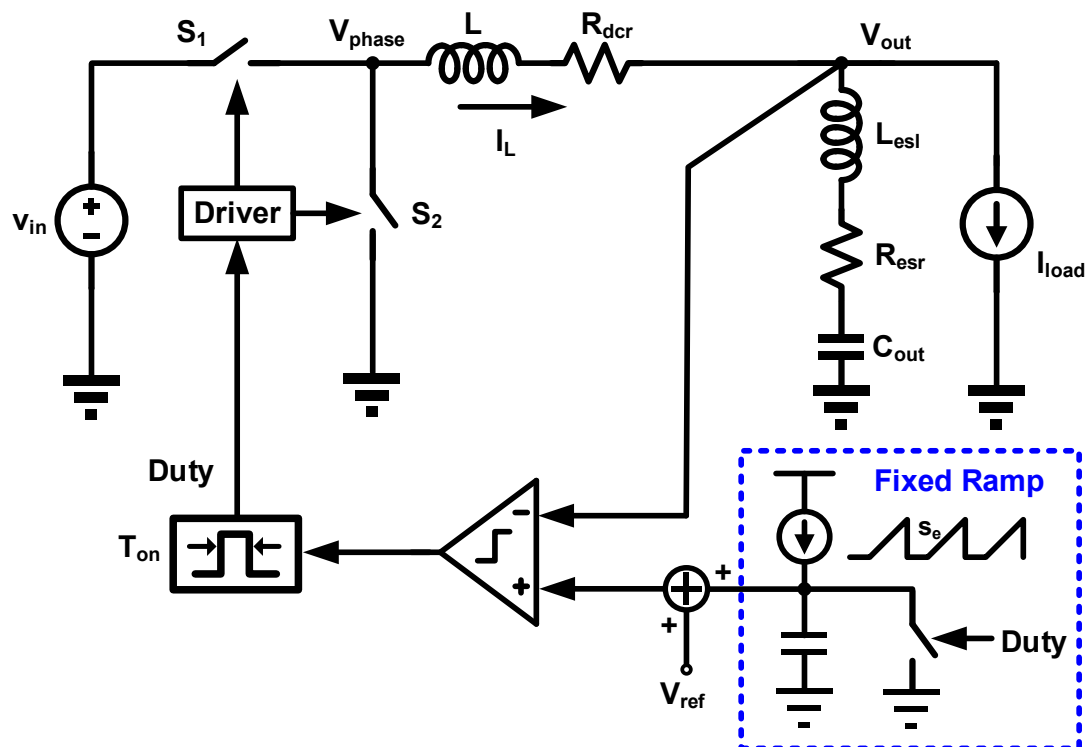 S1
Vphase
L
Rdcr
Vout
IL
Lesl
vin
+
-
Driver
S2
Resr
Iload
Cout
Duty
Fixed Ramp
Ton
-
+
se
+
+
Vref
Duty